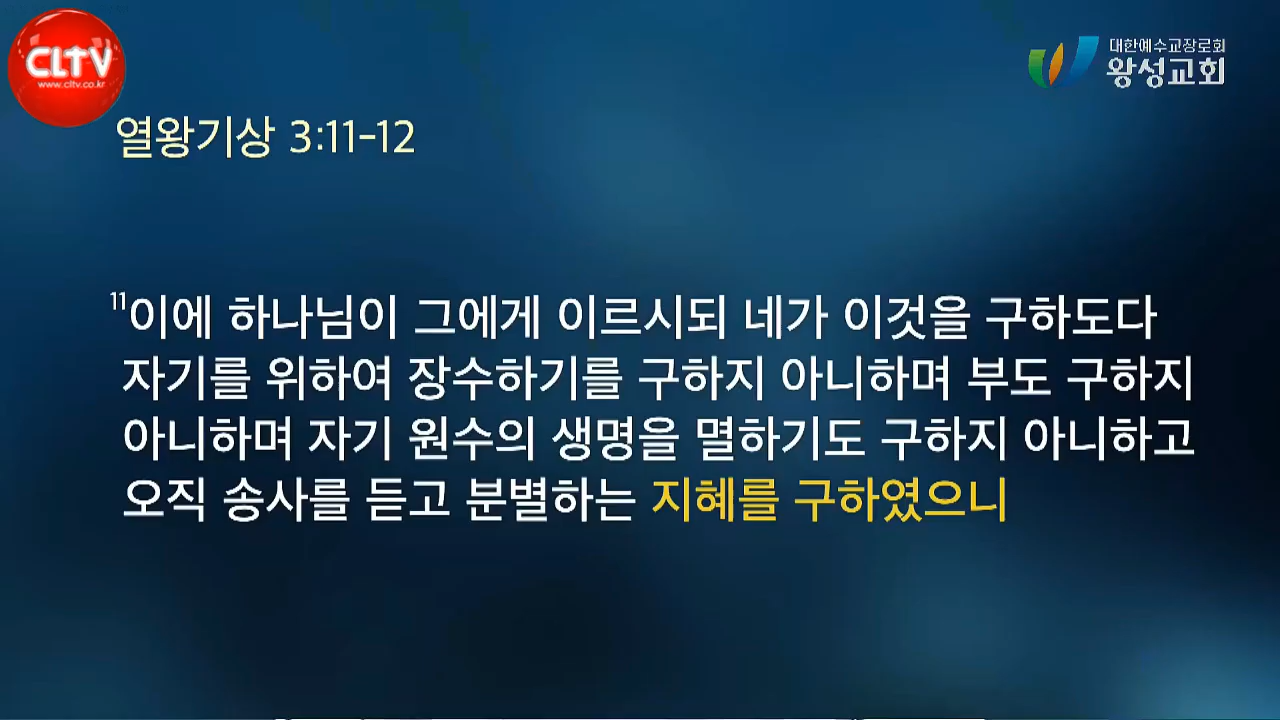 CLTV
www.cltv.co.kr
대한예수교장로회
왕성교회
열왕기상 3:11-12
11이에 하나님이 그에게 이르시되 네가 이것을 구하도다
자기를 위하여 장수하기를 구하지 아니하며 부도 구하지
아니하며 자기 원수의 생명을 멸하기도 구하지 아니하고
오직 송사를 듣고 분별하는 지혜를 구하였으니